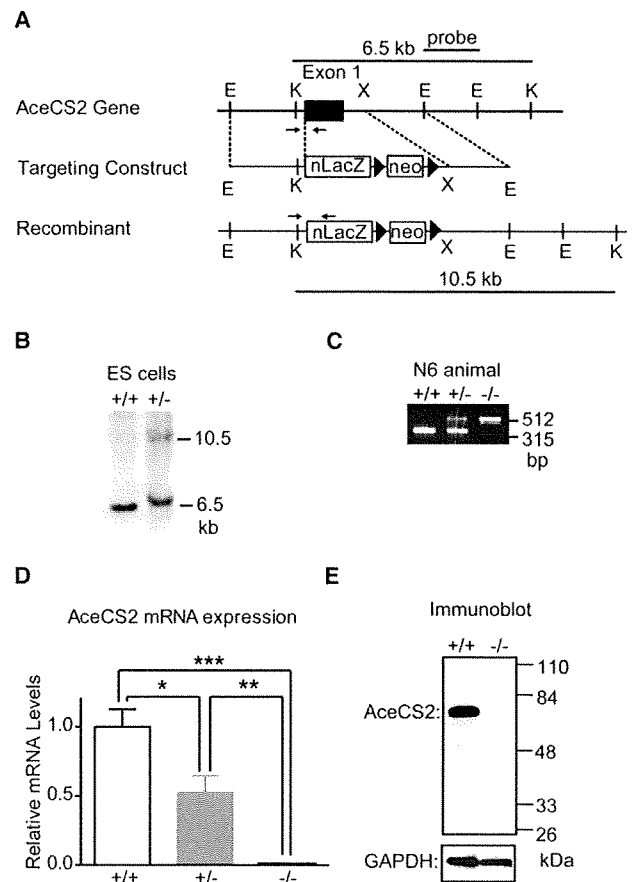 A
6.5 kb probe
Exon 1
E K X E E K
AceCS2 Gene
Targeting Construct nLacZ neo
E K X E
Recombinant nLacZ neo
E K X E E K
10.5 kb
B
ES cells
+/+ +/-
10.5
6.5
kb
C
N6 animal
+/+ +/- -/-
512
315
bp
D
AceCS2 mRNA expression
***
* **
Relative mRNA Levels
1.0
0.5
0.0
+/+ +/- -/-
E
Immunoblot
+/+ -/-
110
84
AceCS2:
48
33
26
GAPDH: kDa